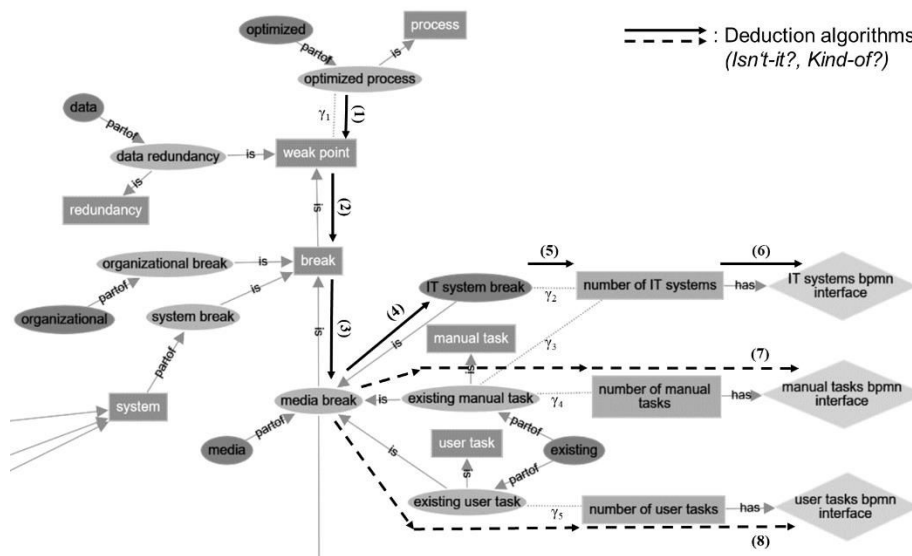 optimized
process
: Deduction algorithms
(Isn't-it?, Kind-of?)
partof
is
optimized process
data
γ1
(1)
partof
data redundancy
is
weak point
is
redundancy
is
(2)
organizational break
is
break
(5)
(6)
partof
is
(4)
IT system break
γ2
number of IT systems
has
IT systems bpmn
interface
organizational
system break
is
(3)
is
manual task
γ3
partof
is
(7)
system
media break
is
existing manual task
γ4
number of manual
tasks
has
manual tasks bpmn
interface
partof
media
user task
partof
existing
is
is
partof
existing user task
γ5
number of user tasks
has
user tasks bpmn
interface
(8)